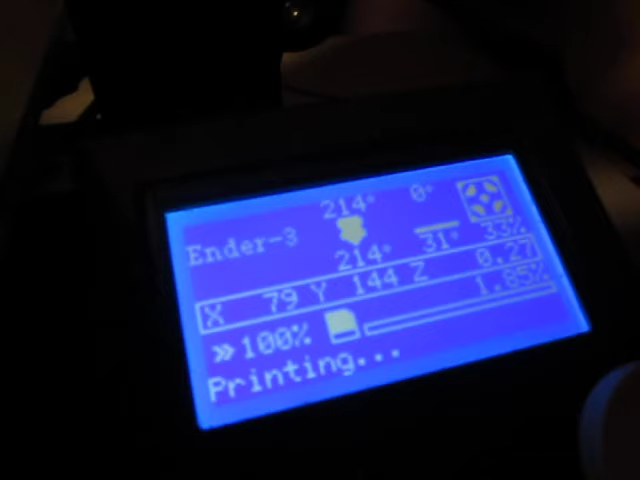 214° 0°
Ender-3
214° 31° 33%
X 79 Y 144 Z 0.27
»100% 1.85%
Printing...